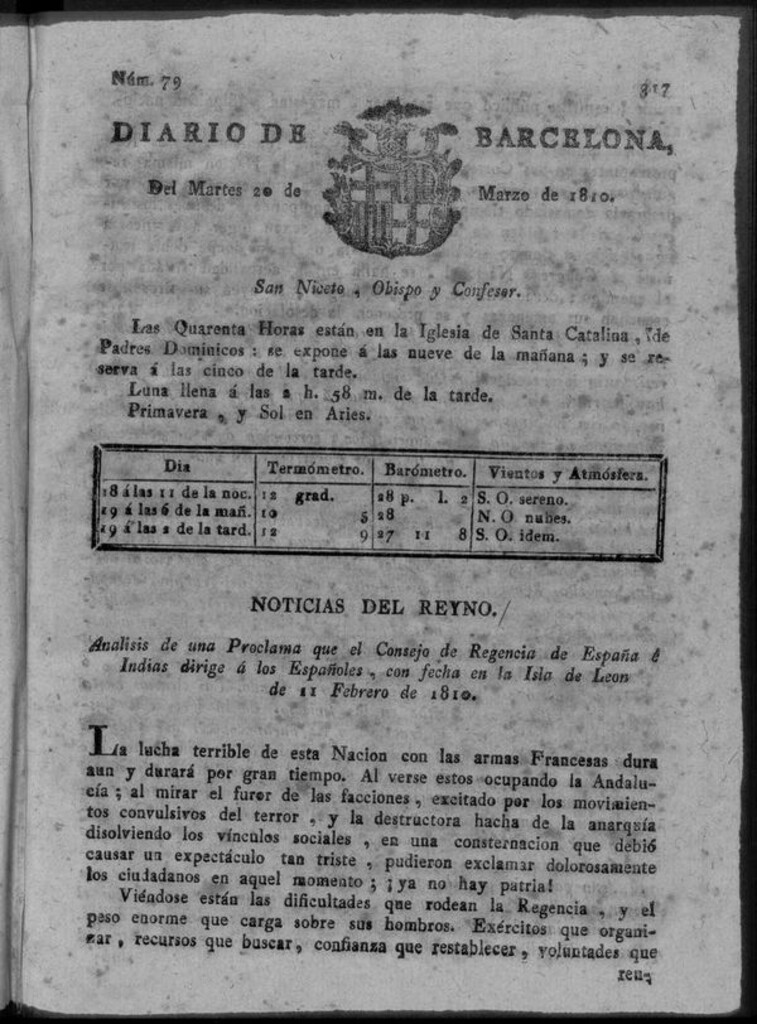 Núm. 79 817
DIARIO DE BARCELONA,
Del Martes 20 de Marzo de 1810.
San Niceto, Obispo y Confesor.
Las Quarenta Horas están en la Iglesia de Santa Catalina, de
Padres Dominicos: se expone á las nueve de la mañana; y se re-
serva á las cinco de la tarde.
Luna llena á las 2 h. 58 m. de la tarde.
Primavera, y Sol en Aries.
Dia Termómetro. Barómetro. Vientos y Atmósfera.
18 á las 11 de la noc. 12 grad. 28 p. l. 2 S. O. sereno.
19 á las 6 de la mañ. 10 5 28 N. O nubes.
19 á las 2 de la tard. 12 9 27 11 8 S. O. idem.
NOTICIAS DEL REYNO.
Analisis de una Proclama que el Consejo de Regencia de España é
Indias dirige á los Españoles, con fecha en la Isla de Leon
de 11 Febrero de 1810.
La lucha terrible de esta Nacion con las armas Francesas dura
aun y durará por gran tiempo. Al verse estos ocupando la Andalu-
cía; al mirar el furor de las facciones, excitado por los movimien-
tos convulsivos del terror, y la destructora hacha de la anarquía
disolviendo los vínculos sociales, en una consternacion que debió
causar un expectáculo tan triste, pudieron exclamar dolorosamente
los ciudadanos en aquel momento; ¡ya no hay patria!
Viéndose están las dificultades que rodean la Regencia, y el
peso enorme que carga sobre sus hombros. Exércitos que organi-
zar, recursos que buscar, confianza que restablecer, voluntades que
reu-